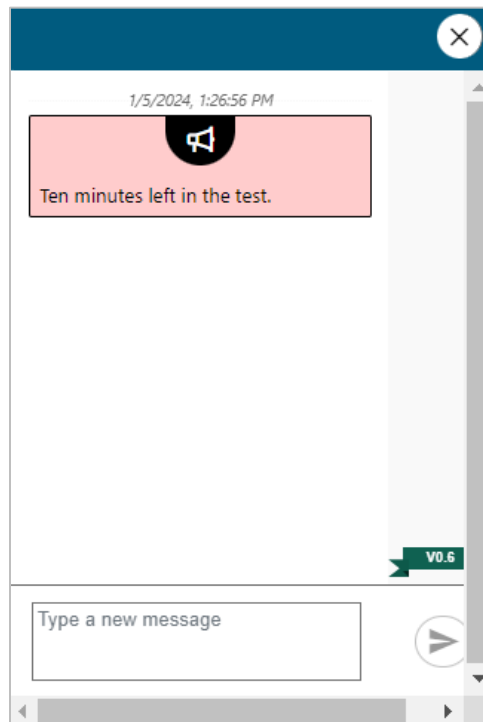 1/5/2024, 1:26:56 PM
Ten minutes left in the test.
V0.6
Type a new message